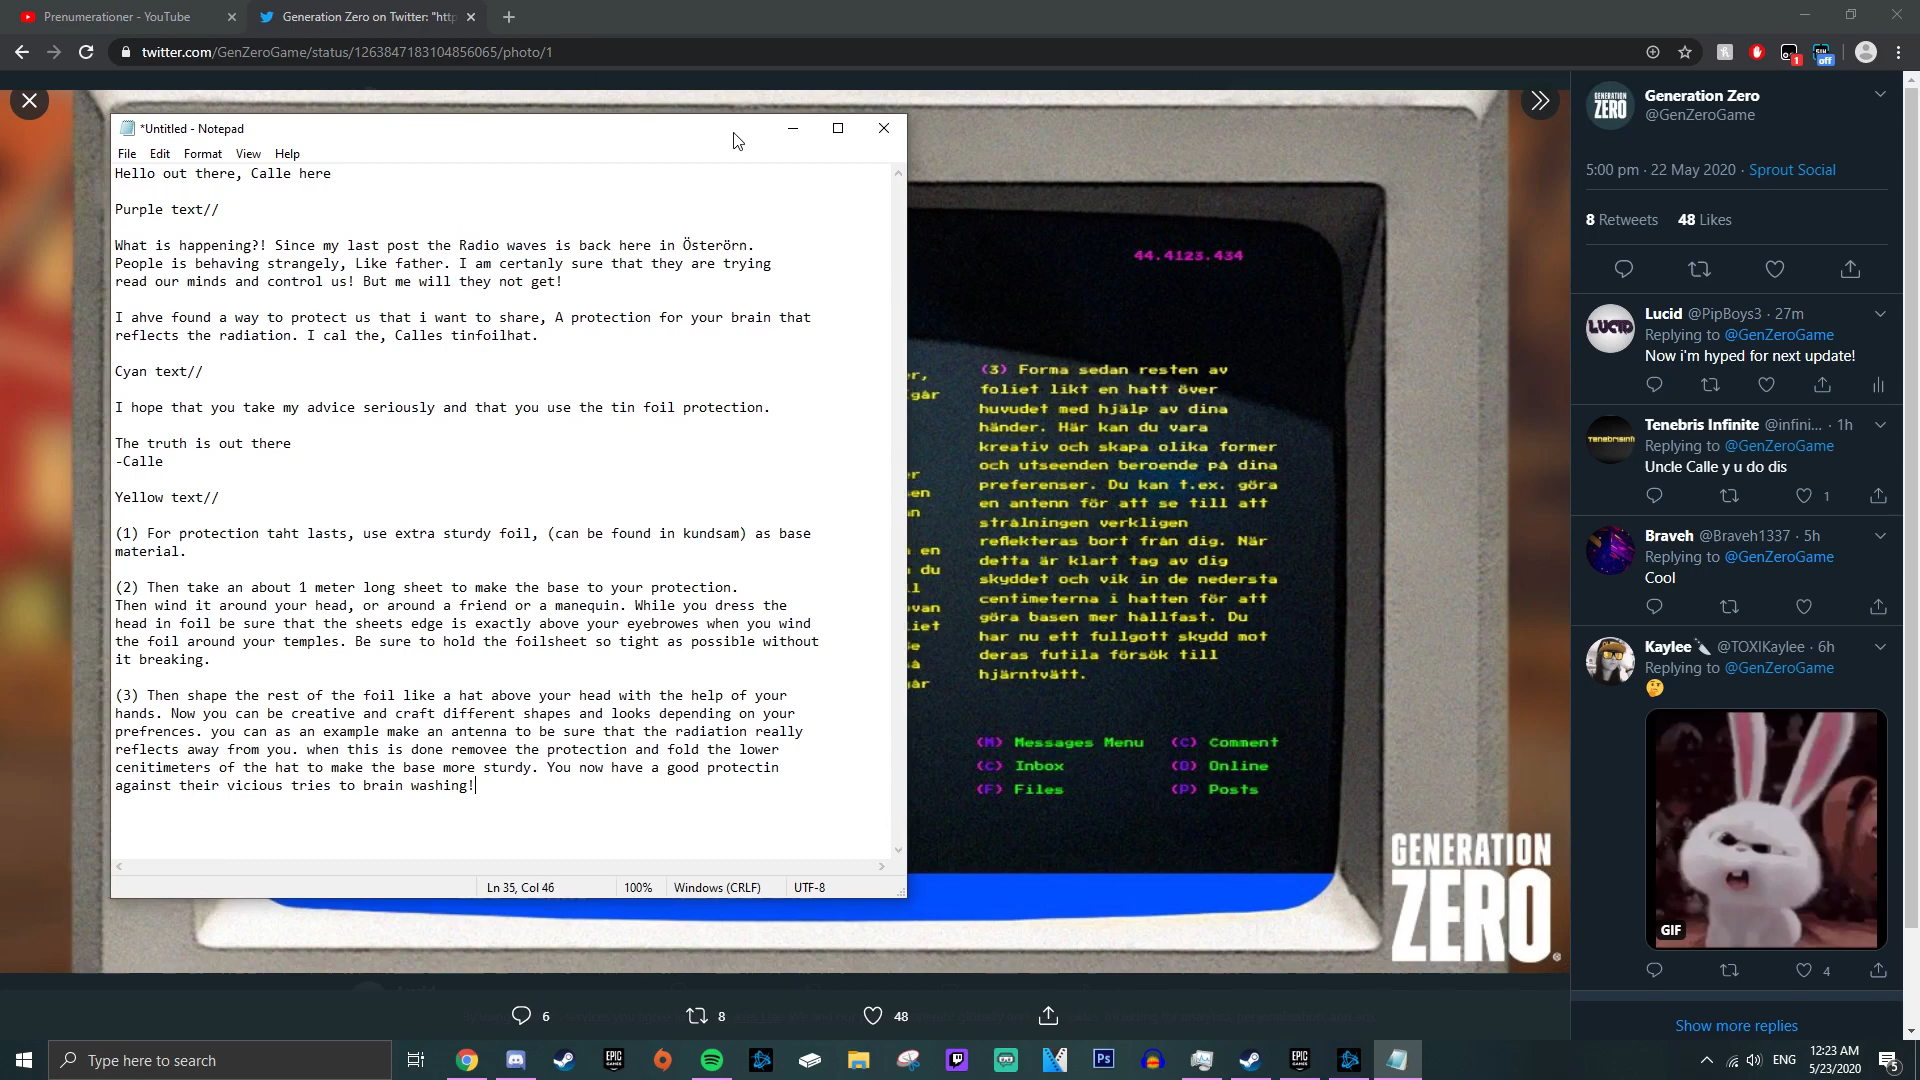 Prenumerationer - YouTube
Generation Zero on Twitter: "http
twitter.com/GenZeroGame/status/1263847183104856065/photo/1
1
off
*Untitled - Notepad
File Edit Format View Help
Hello out there, Calle here
Purple text//
What is happening?! Since my last post the Radio waves is back here in Österörn.
People is behaving strangely, Like father. I am certanly sure that they are trying
read our minds and control us! But me will they not get!
I ahve found a way to protect us that i want to share, A protection for your brain that
reflects the radiation. I cal the, Calles tinfoilhat.
Cyan text//
I hope that you take my advice seriously and that you use the tin foil protection.
The truth is out there
-Calle
Yellow text//
(1) For protection taht lasts, use extra sturdy foil, (can be found in kundsam) as base
material.
(2) Then take an about 1 meter long sheet to make the base to your protection.
Then wind it around your head, or around a friend or a manequin. While you dress the
head in foil be sure that the sheets edge is exactly above your eyebrowes when you wind
the foil around your temples. Be sure to hold the foilsheet so tight as possible without
it breaking.
(3) Then shape the rest of the foil like a hat above your head with the help of your
hands. Now you can be creative and craft different shapes and looks depending on your
prefrences. you can as an example make an antenna to be sure that the radiation really
reflects away from you. when this is done removee the protection and fold the lower
cenitimeters of the hat to make the base more sturdy. You now have a good protectin
against their vicious tries to brain washing!
Ln 35, Col 46 100% Windows (CRLF) UTF-8
44.4123.434
(3) Forma sedan resten av
foliet likt en hatt över
huvudet med hjälp av dina
händer. Här kan du vara
kreativ och skapa olika former
och utseenden beroende på dina
preferenser. Du kan t.ex. göra
en antenn för att se till att
strålningen verkligen
reflekteras bort från dig. När
detta är klart tag av dig
skyddet och vik in de nedersta
centimeterna i hatten för att
göra basen mer hållfast. Du
har nu ett fullgott skydd mot
deras futila försök till
hjärntvätt.
(M) Messages Menu (C) Comment
(C) Inbox (O) Online
(F) Files (P) Posts
GENERATION
ZERO
6 8 48
GENERATION
ZERO
Generation Zero
@GenZeroGame
5:00 pm · 22 May 2020 · Sprout Social
8 Retweets 48 Likes
LUCID
Lucid @PipBoys3 · 27m
Replying to @GenZeroGame
Now i'm hyped for next update!
Tenebris Infinite @infini... · 1h
Replying to @GenZeroGame
Uncle Calle y u do dis
1
Braveh @Braveh1337 · 5h
Replying to @GenZeroGame
Cool
Kaylee @TOXIKaylee · 6h
Replying to @GenZeroGame
GIF
4
Show more replies
Type here to search
EPIC
GAMES
Ps
EPIC
GAMES
ENG
12:23 AM
5/23/2020
5